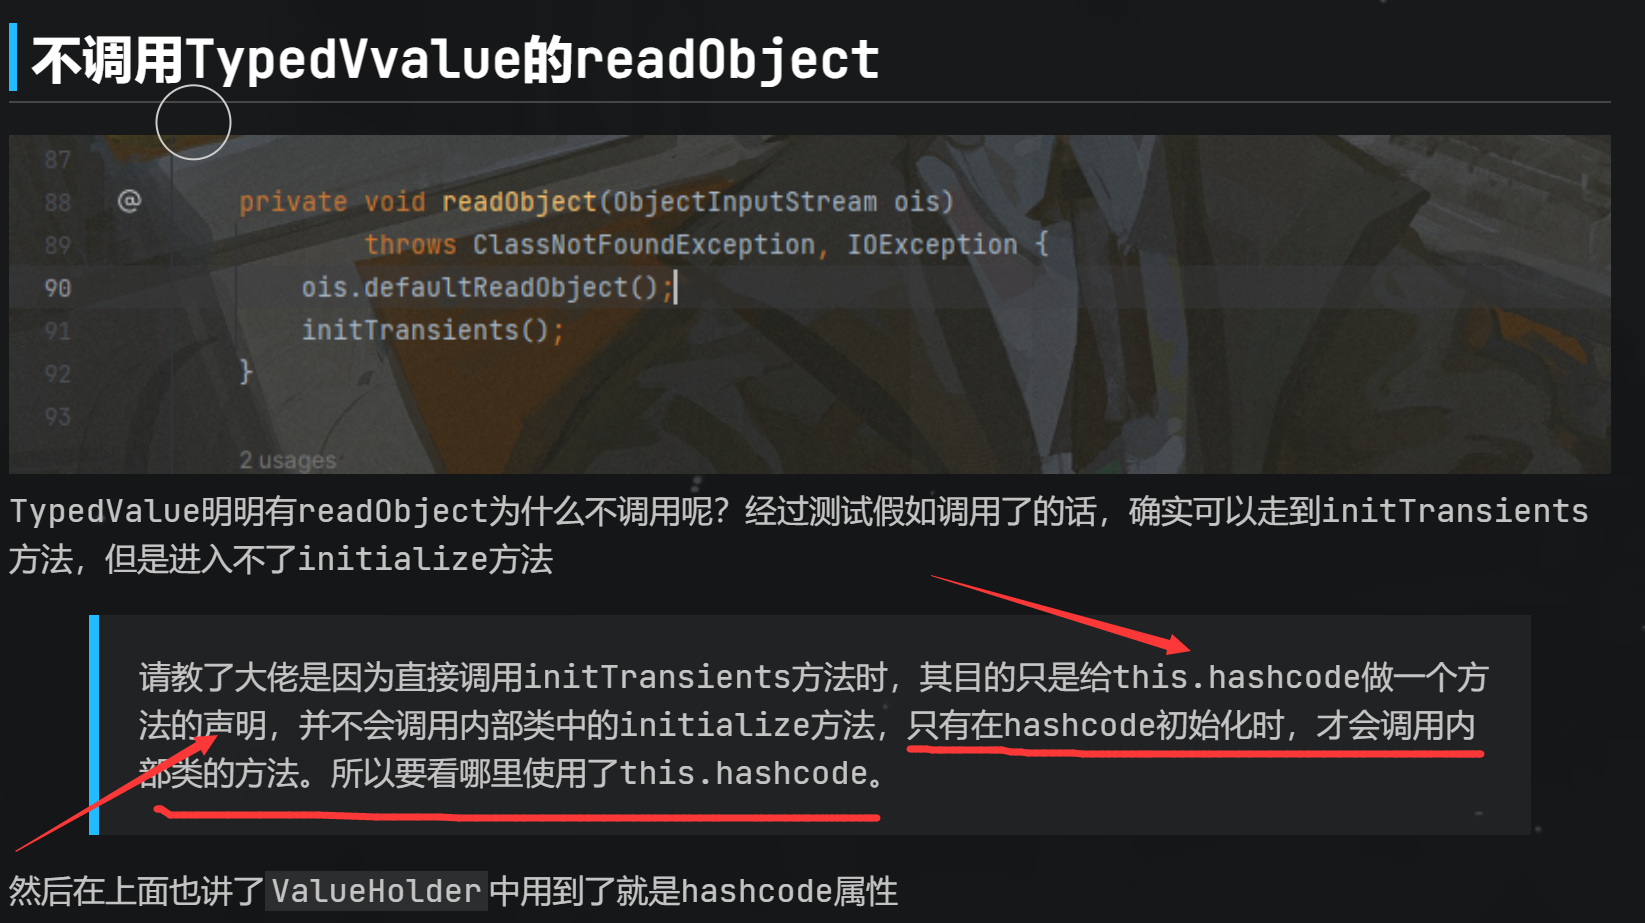 不调用TypedVvalue的readObject
87
88 @ private void readObject(ObjectInputStream ois)
89 throws ClassNotFoundException, IOException {
90 ois.defaultReadObject();
91 initTransients();
92 }
93
2 usages
TypedValue明明有readObject为什么不调用呢？经过测试假如调用了的话，确实可以走到initTransients
方法，但是进入不了initialize方法
请教了大佬是因为直接调用initTransients方法时，其目的只是给this.hashcode做一个方
法的声明，并不会调用内部类中的initialize方法，只有在hashcode初始化时，才会调用内
部类的方法。所以要看哪里使用了this.hashcode。
然后在上面也讲了ValueHolder中用到了就是hashcode属性